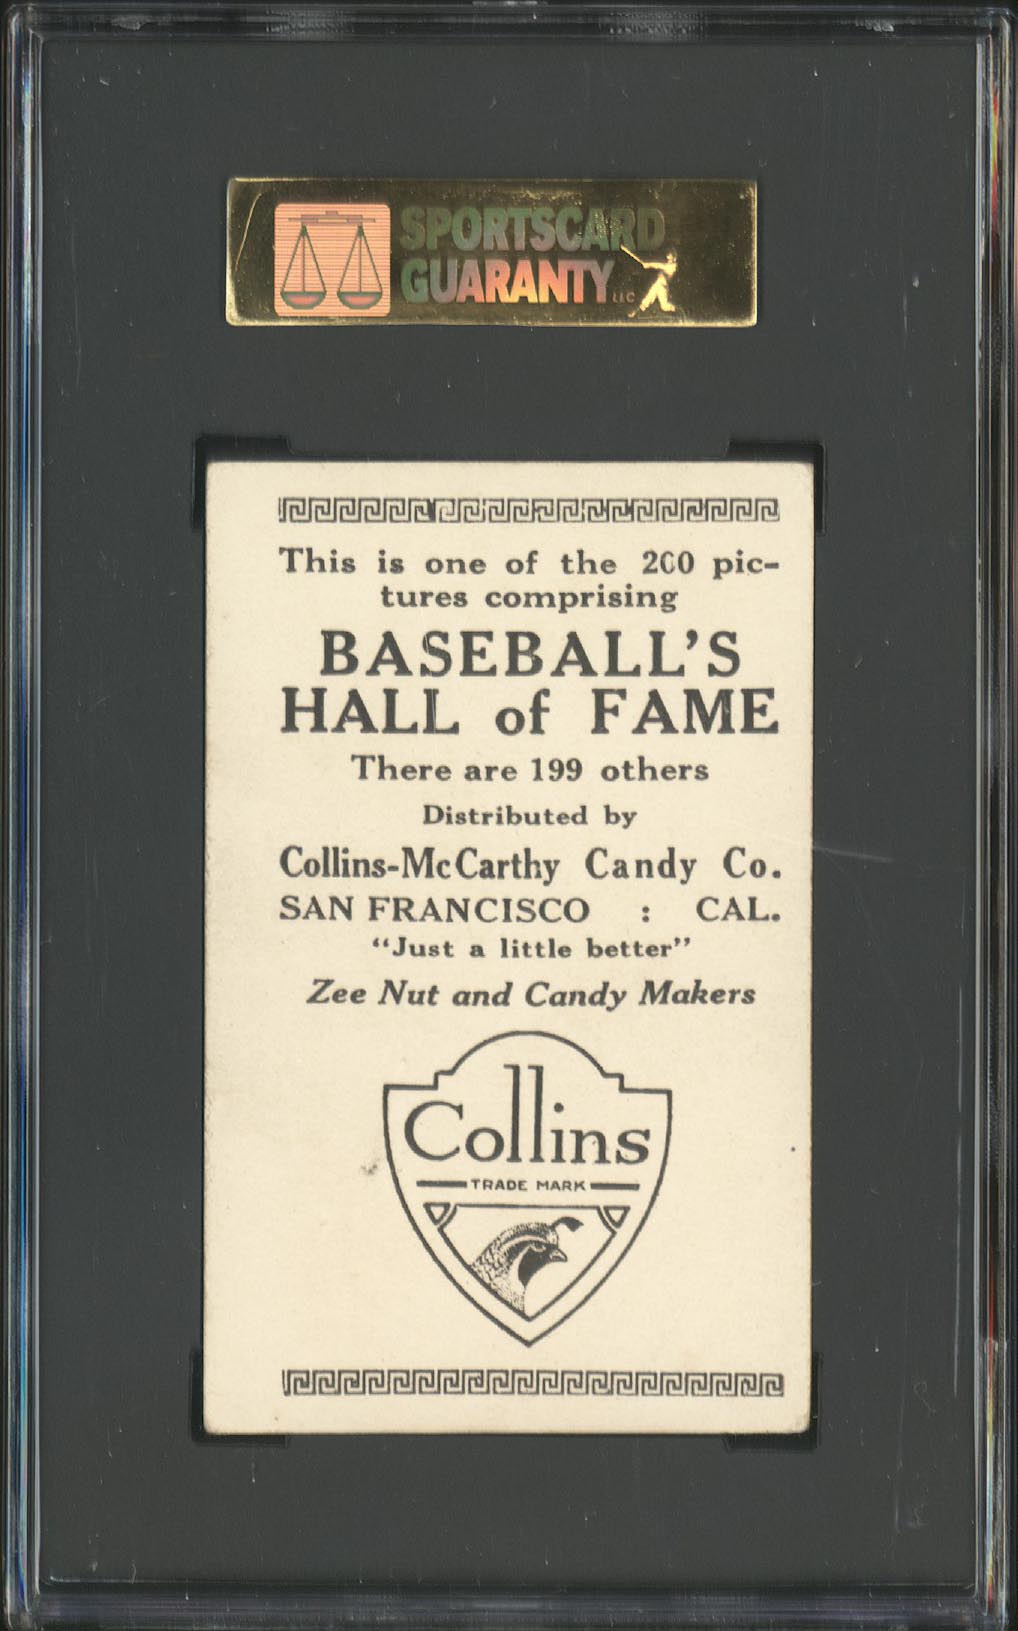 SPORTSCARD
GUARANTY LLC
This is one of the 200 pic-
tures comprising
BASEBALL'S
HALL of FAME
There are 199 others
Distributed by
Collins-McCarthy Candy Co.
SAN FRANCISCO : CAL.
"Just a little better"
Zee Nut and Candy Makers
Collins
TRADE MARK